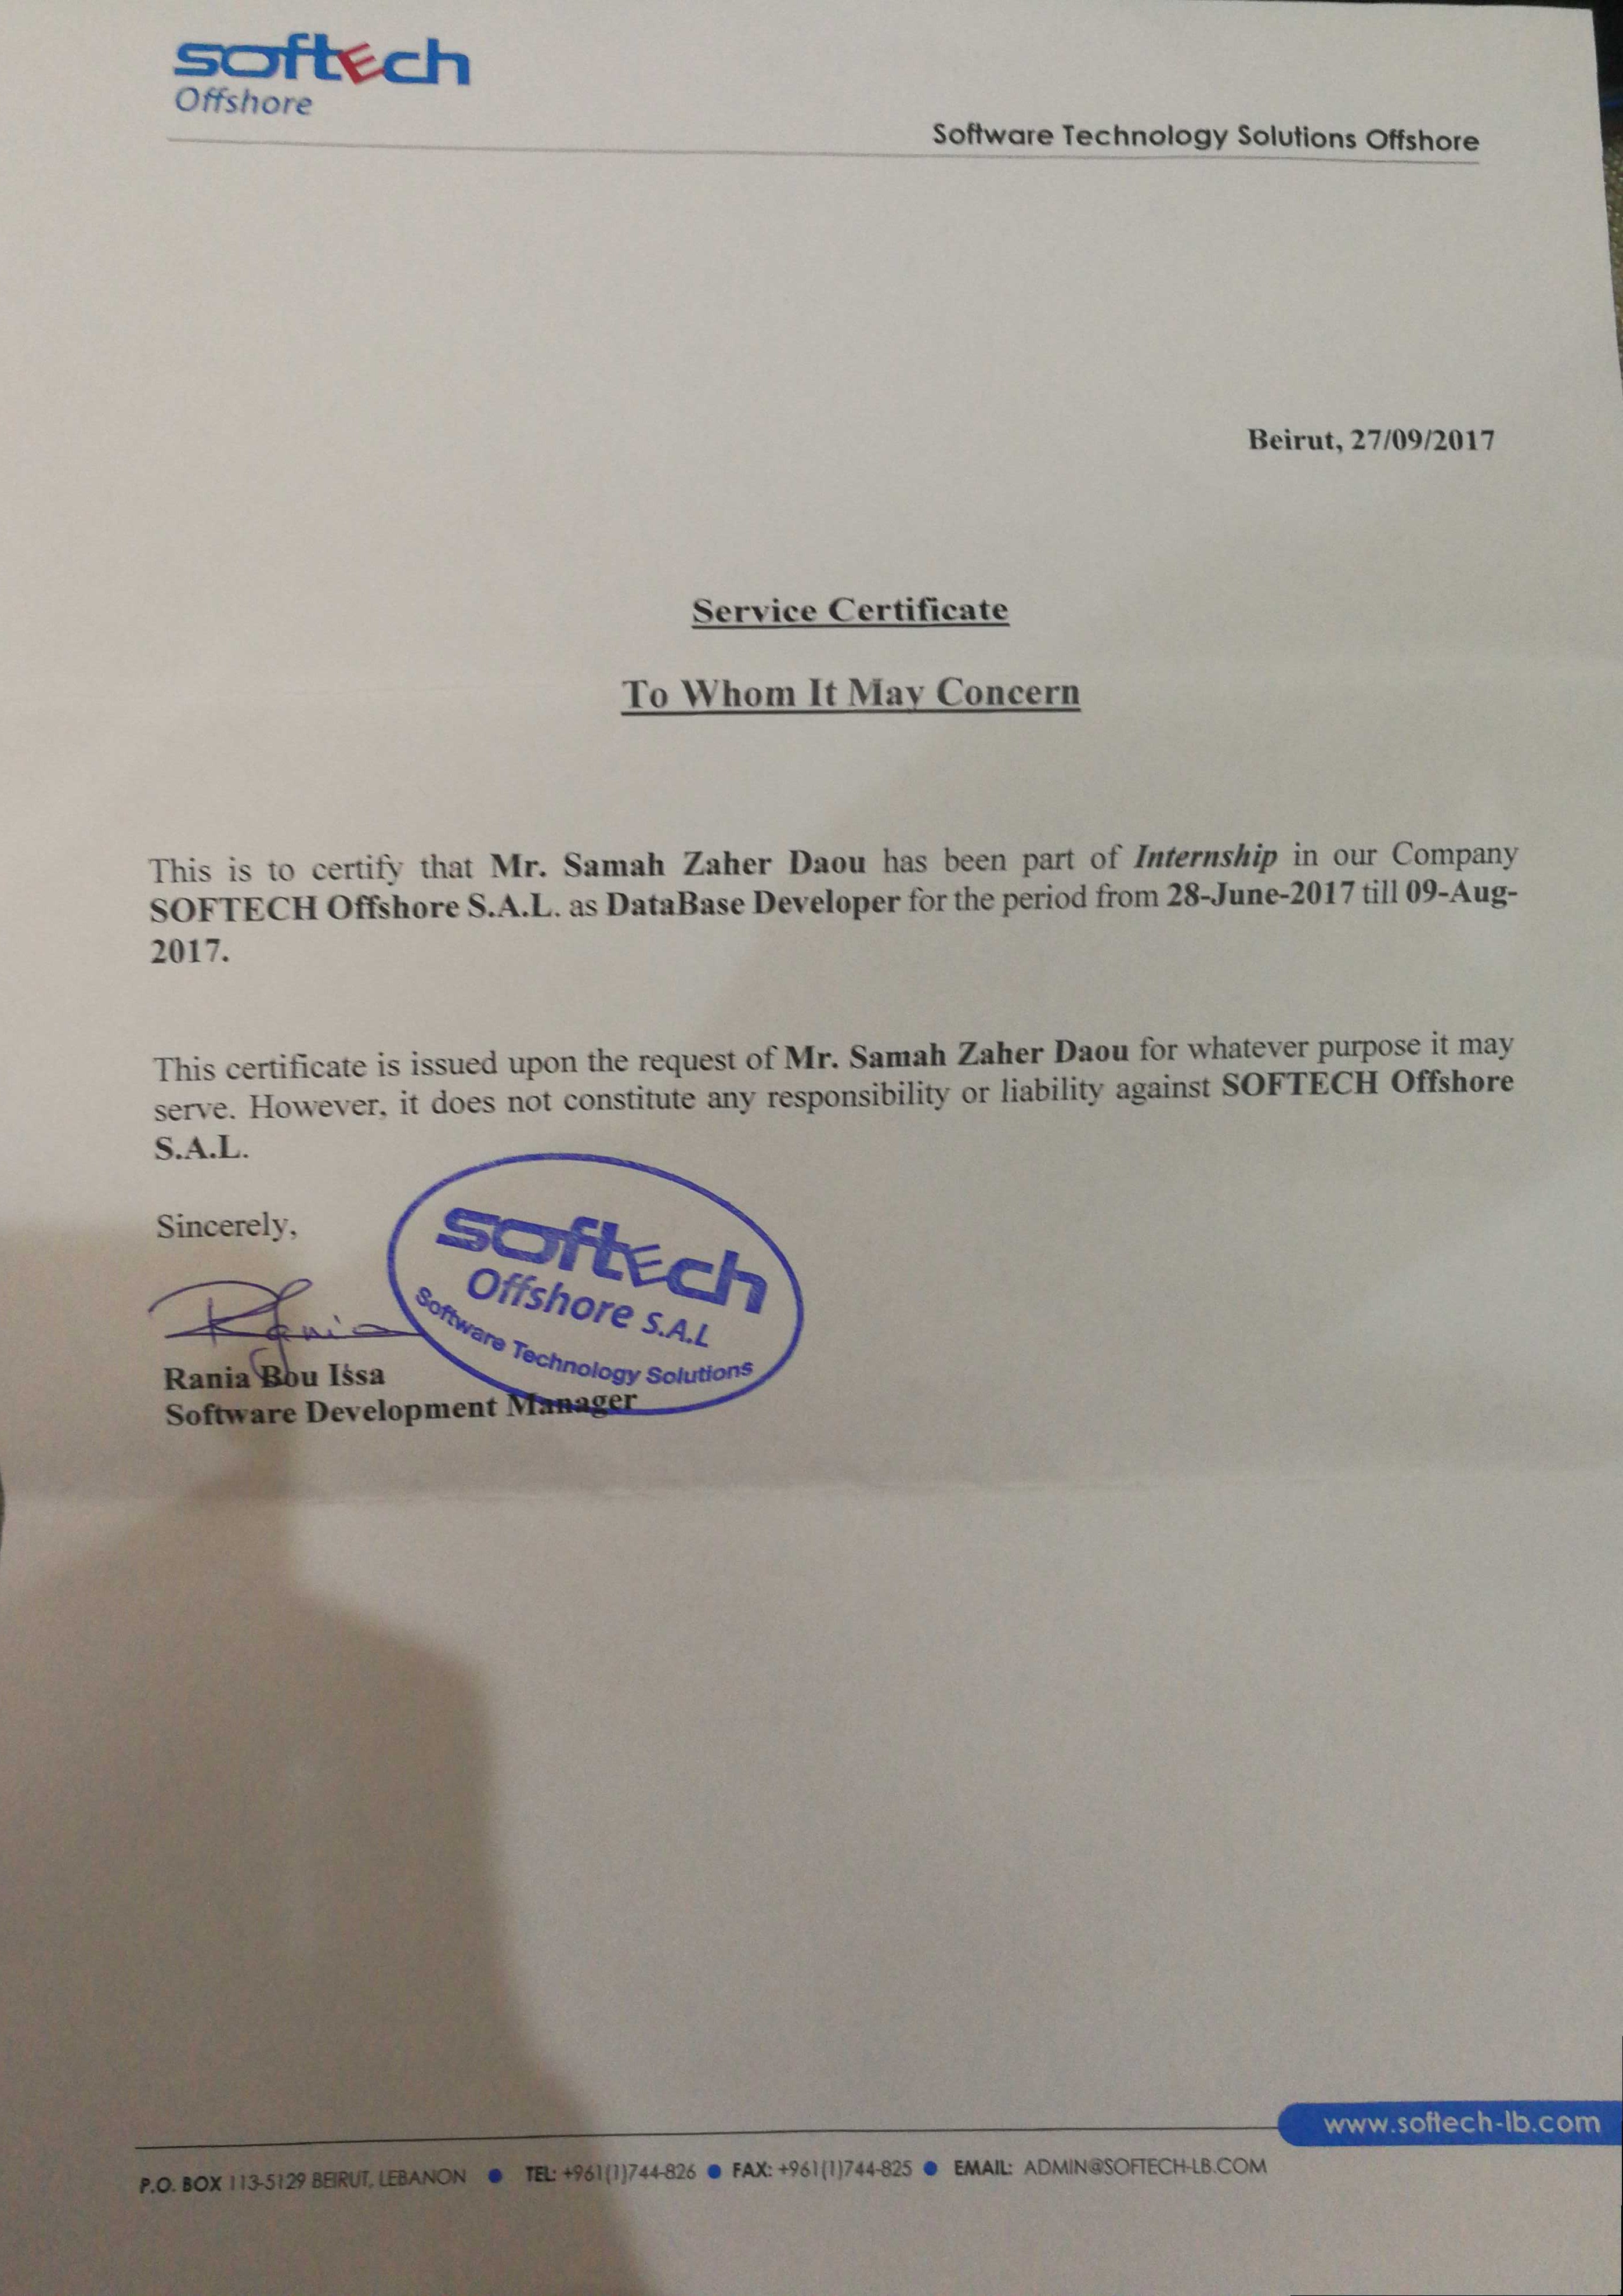 softEch
Offshore
Software Technology Solutions Offshore
Beirut, 27/09/2017
Service Certificate
To Whom It May Concern
This is to certify that Mr. Samah Zaher Daou has been part of Internship in our Company
SOFTECH Offshore S.A.L. as DataBase Developer for the period from 28-June-2017 till 09-Aug-
2017.
This certificate is issued upon the request of Mr. Samah Zaher Daou for whatever purpose it may
serve. However, it does not constitute any responsibility or liability against SOFTECH Offshore
S.A.L.
Sincerely,
softEch
Offshore S.A.L
Software Technology Solutions
Rania
Rania Bou Issa
Software Development Manager
www.softech-lb.com
P.O. BOX 113-5129 BEIRUT, LEBANON ● TEL: +961(1)744-826 ● FAX: +961(1)744-825 ● EMAIL: ADMIN@SOFTECH-LB.COM